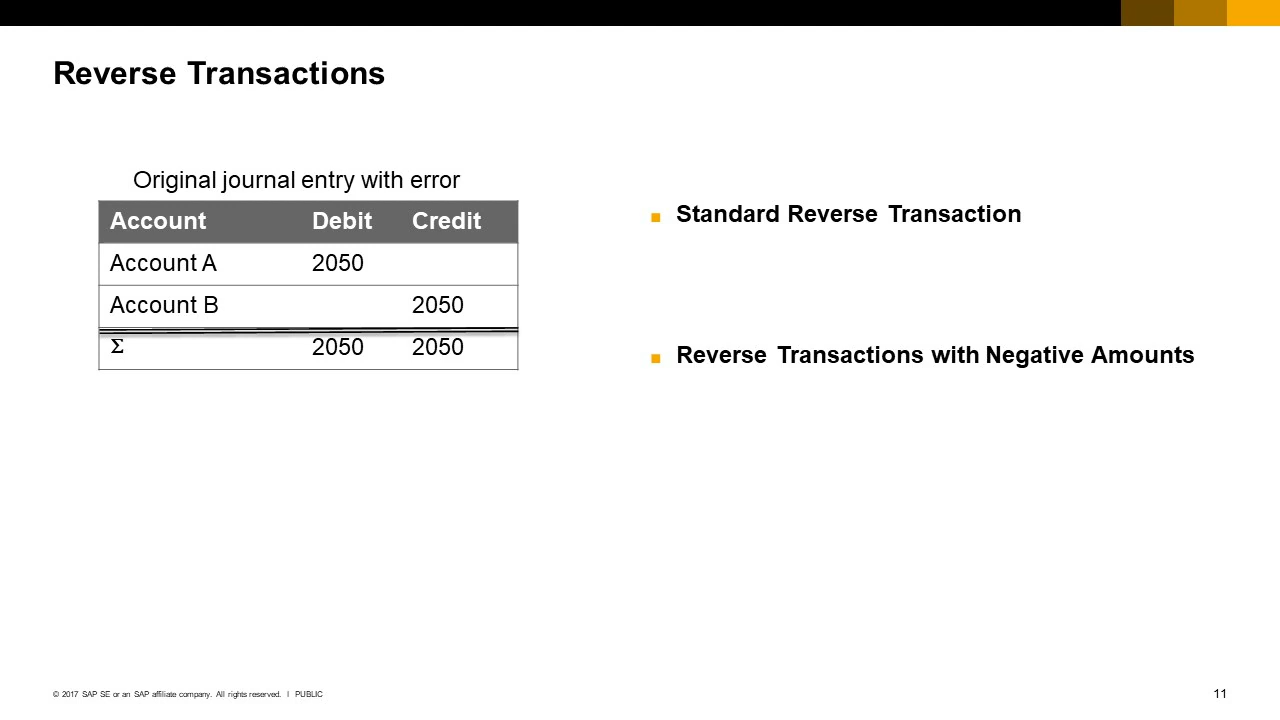 Reverse Transactions
Original journal entry with error
Account Debit Credit
Account A 2050
Account B 2050
Σ 2050 2050
■ Standard Reverse Transaction
■ Reverse Transactions with Negative Amounts
© 2017 SAP SE or an SAP affiliate company. All rights reserved. I PUBLIC
11